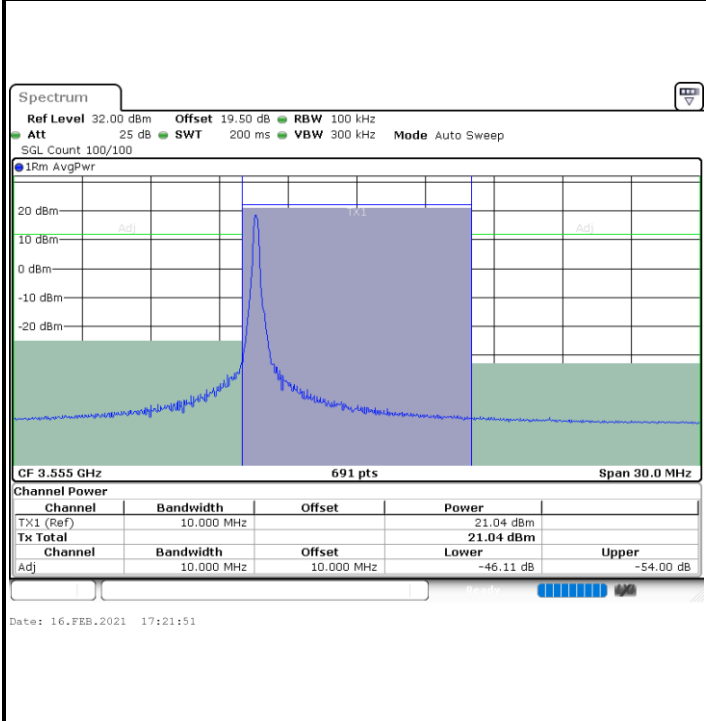 Spectrum
Ref Level 32.00 dBm Offset 19.50 dB RBW 100 kHz
Att 25 dB SWT 200 ms VBW 300 kHz Mode Auto Sweep
SGL Count 100/100
1Rm AvgPwr
20 dBm
TX1
Adj
Adj
10 dBm
0 dBm
-10 dBm
-20 dBm
CF 3.555 GHz 691 pts Span 30.0 MHz
Channel Power
Channel Bandwidth Offset Power
TX1 (Ref) 10.000 MHz 21.04 dBm
Tx Total 21.04 dBm
Channel Bandwidth Offset Lower Upper
Adj 10.000 MHz 10.000 MHz -46.11 dB -54.00 dB
Ready
Date: 16.FEB.2021 17:21:51